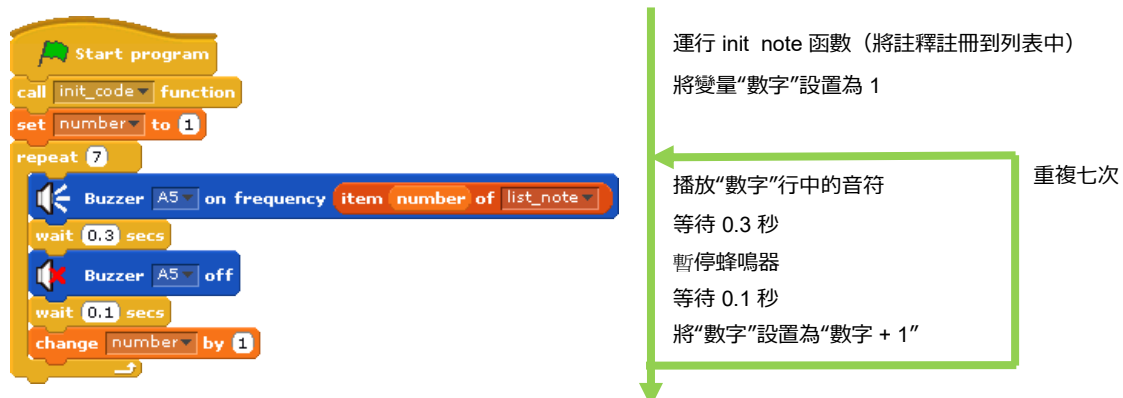 Start program
call init_code function
set number to 1
repeat 7
Buzzer A5 on frequency item number of list_note
wait 0.3 secs
Buzzer A5 off
wait 0.1 secs
change number by 1
運行 init note 函數（將註釋註冊到列表中）
將變量“數字”設置為 1
播放“數字”行中的音符
等待 0.3 秒
暫停蜂鳴器
等待 0.1 秒
將“數字”設置為“數字 + 1”
重複七次